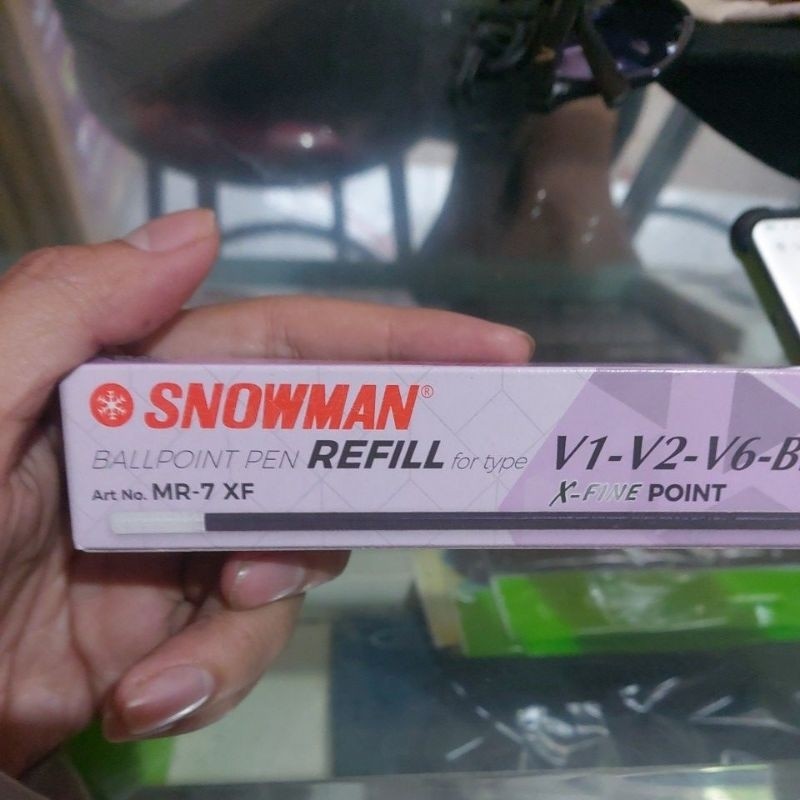 SNOWMAN®
BALLPOINT PEN REFILL for type V1-V2-V6-B
Art No. MR-7 XF
X-FINE POINT